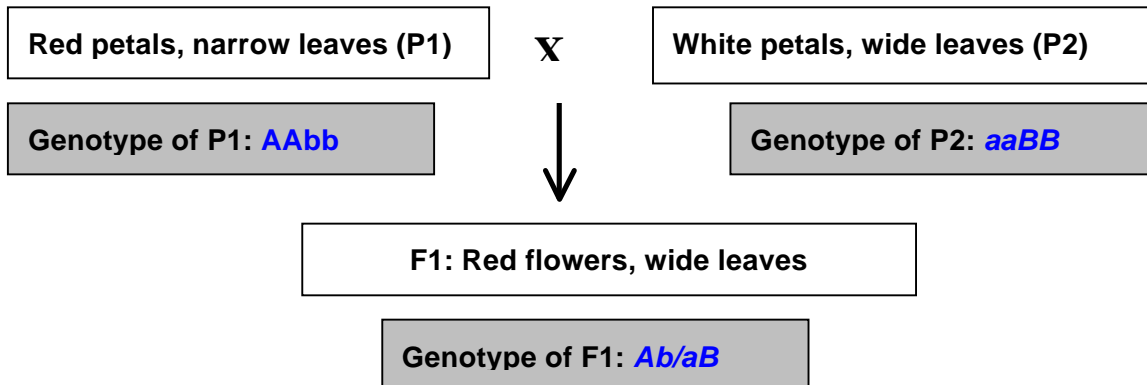 Red petals, narrow leaves (P1)
x
White petals, wide leaves (P2)
Genotype of P1: AAbb
Genotype of P2: aaBB
F1: Red flowers, wide leaves
Genotype of F1: Ab/aB